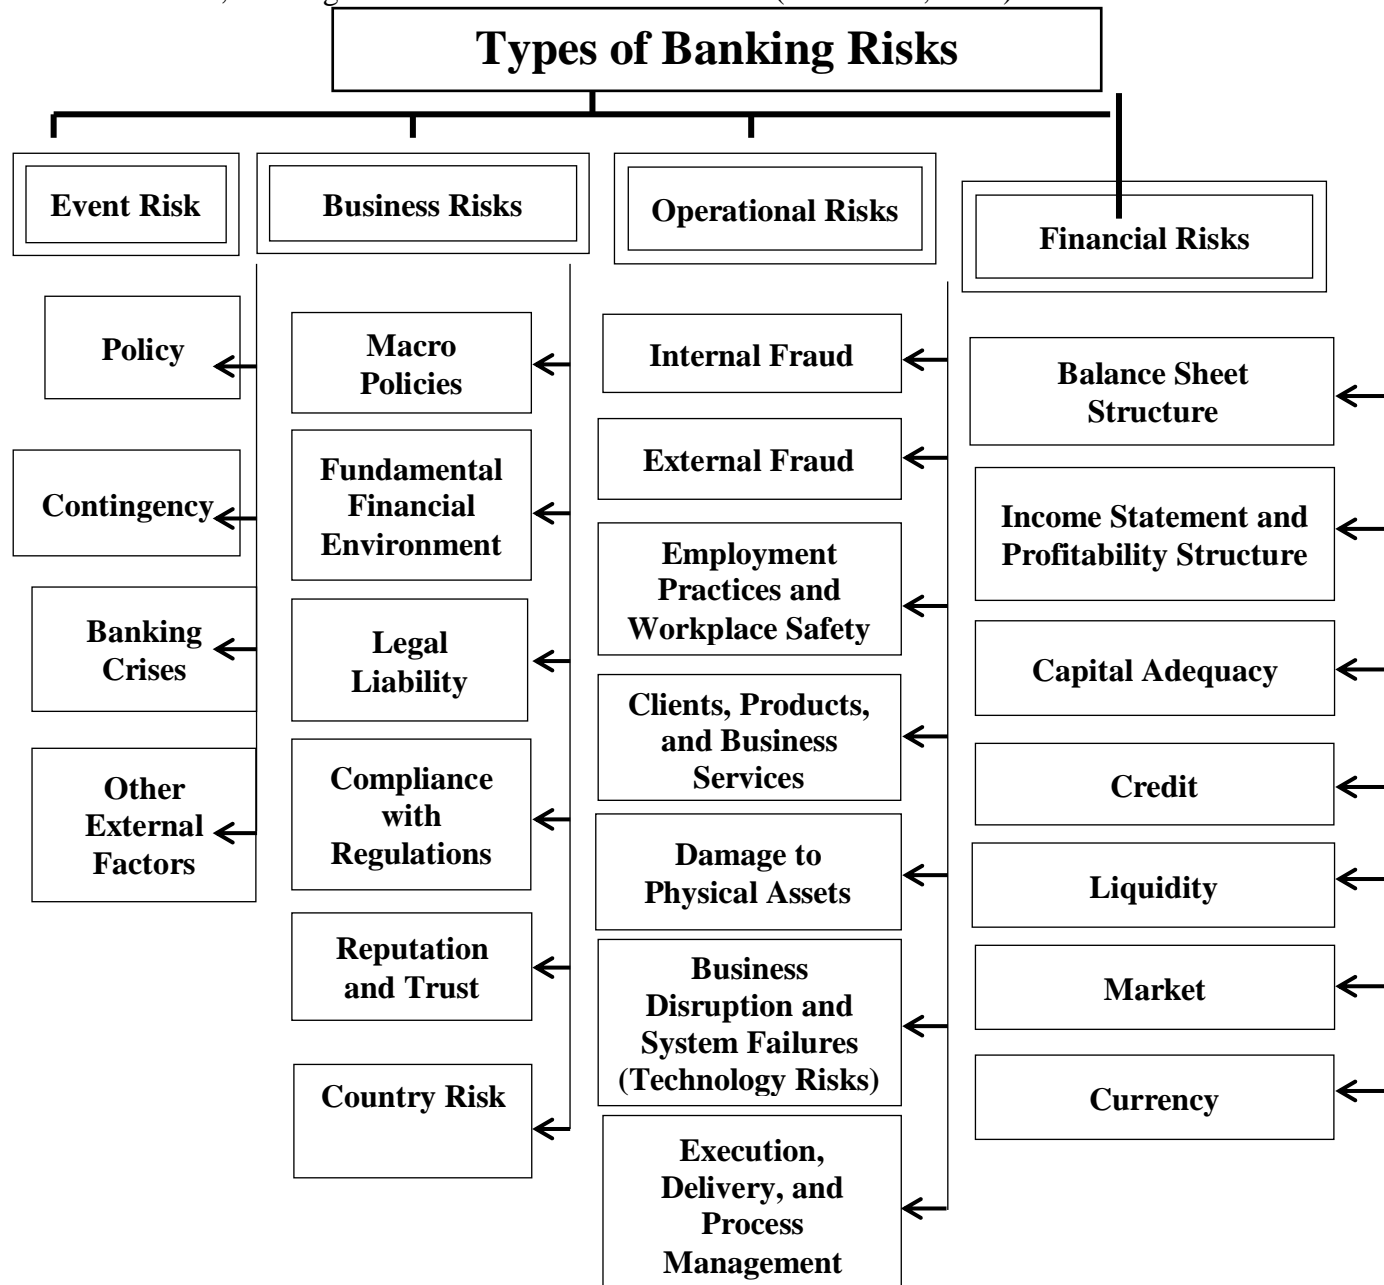 Types of Banking Risks
Event Risk
Business Risks
Operational Risks
Financial Risks
Policy
Contingency
Banking
Crises
Other
External
Factors
Macro
Policies
Fundamental
Financial
Environment
Legal
Liability
Compliance
with
Regulations
Reputation
and Trust
Country Risk
Internal Fraud
External Fraud
Employment
Practices and
Workplace Safety
Clients, Products,
and Business
Services
Damage to
Physical Assets
Business
Disruption and
System Failures
(Technology Risks)
Execution,
Delivery, and
Process
Management
Balance Sheet
Structure
Income Statement and
Profitability Structure
Capital Adequacy
Credit
Liquidity
Market
Currency